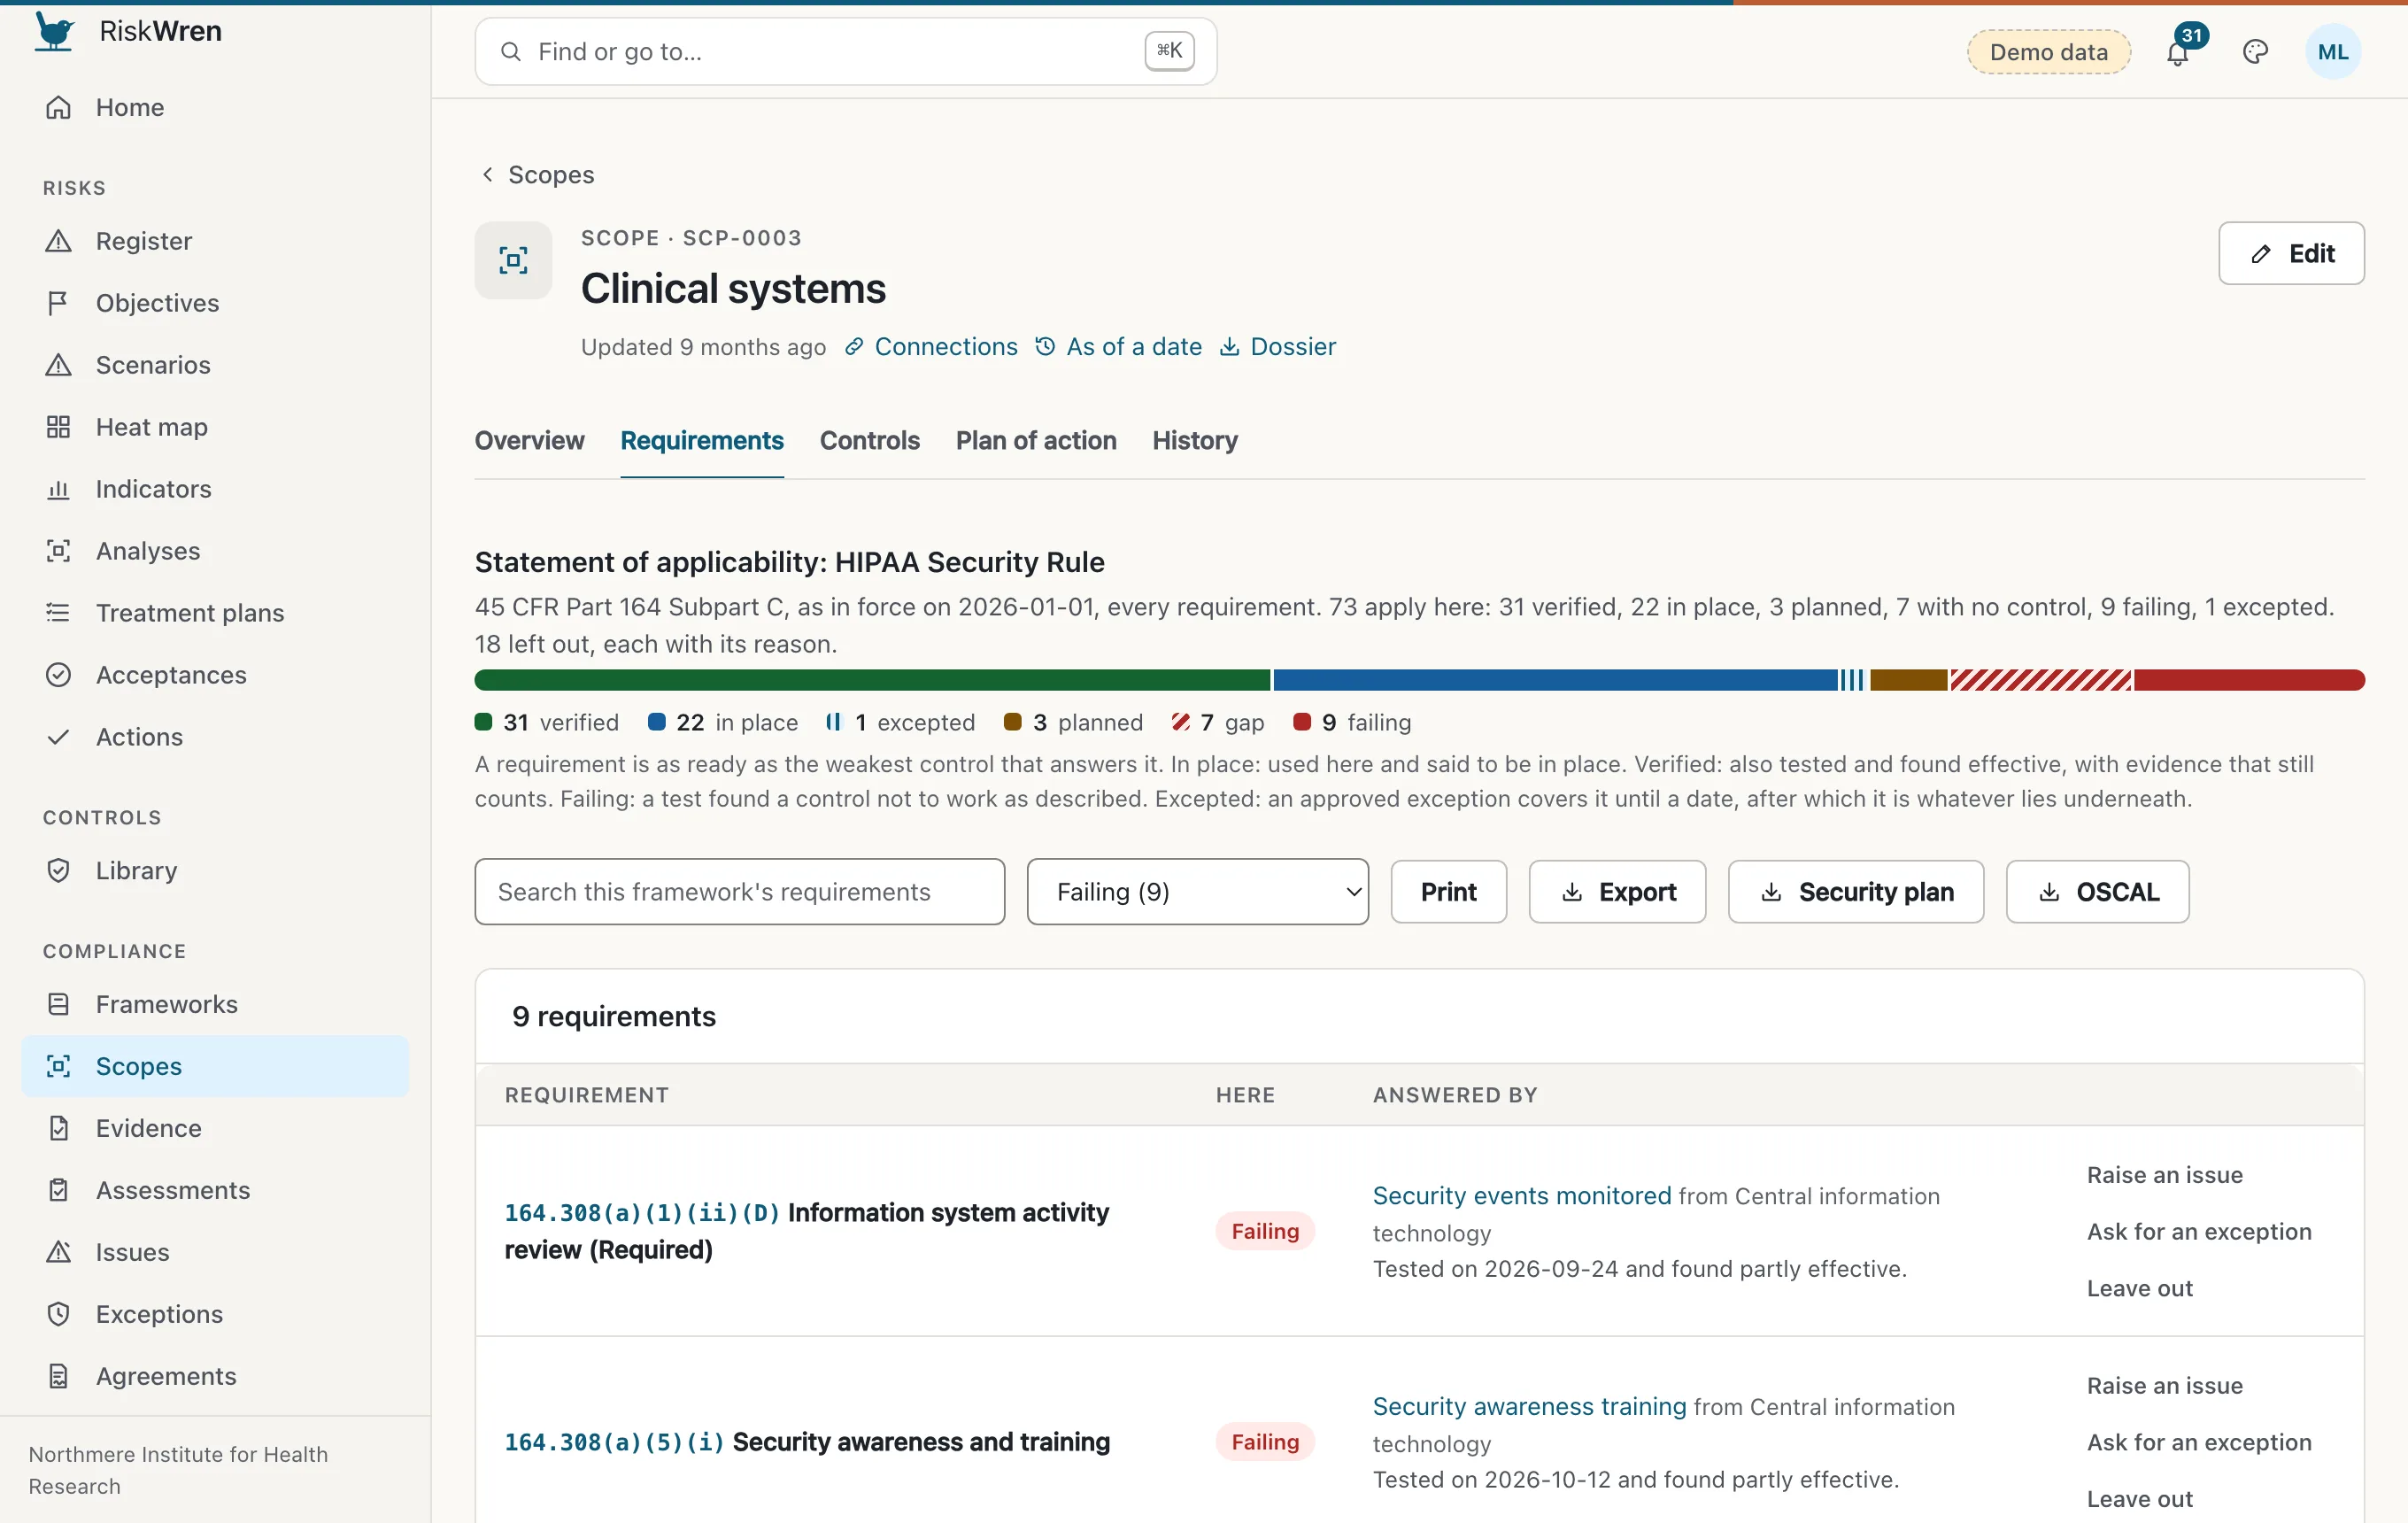 RiskWren
Find or go to...
⌘K
Demo data
31
ML
Home
RISKS
Register
Objectives
Scenarios
Heat map
Indicators
Analyses
Treatment plans
Acceptances
Actions
CONTROLS
Library
COMPLIANCE
Frameworks
Scopes
Evidence
Assessments
Issues
Exceptions
Agreements
Northmere Institute for Health
Research
Scopes
SCOPE · SCP-0003
Clinical systems
Edit
Updated 9 months ago Connections As of a date Dossier
Overview Requirements Controls Plan of action History
Statement of applicability: HIPAA Security Rule
45 CFR Part 164 Subpart C, as in force on 2026-01-01, every requirement. 73 apply here: 31 verified, 22 in place, 3 planned, 7 with no control, 9 failing, 1 excepted.
18 left out, each with its reason.
31 verified 22 in place 1 excepted 3 planned 7 gap 9 failing
A requirement is as ready as the weakest control that answers it. In place: used here and said to be in place. Verified: also tested and found effective, with evidence that still
counts. Failing: a test found a control not to work as described. Excepted: an approved exception covers it until a date, after which it is whatever lies underneath.
Search this framework's requirements Failing (9) Print Export Security plan OSCAL
9 requirements
REQUIREMENT HERE ANSWERED BY
164.308(a)(1)(ii)(D) Information system activity
review (Required)
Failing
Security events monitored from Central information
technology
Tested on 2026-09-24 and found partly effective.
Raise an issue
Ask for an exception
Leave out
164.308(a)(5)(i) Security awareness and training
Failing
Security awareness training from Central information
technology
Tested on 2026-10-12 and found partly effective.
Raise an issue
Ask for an exception
Leave out